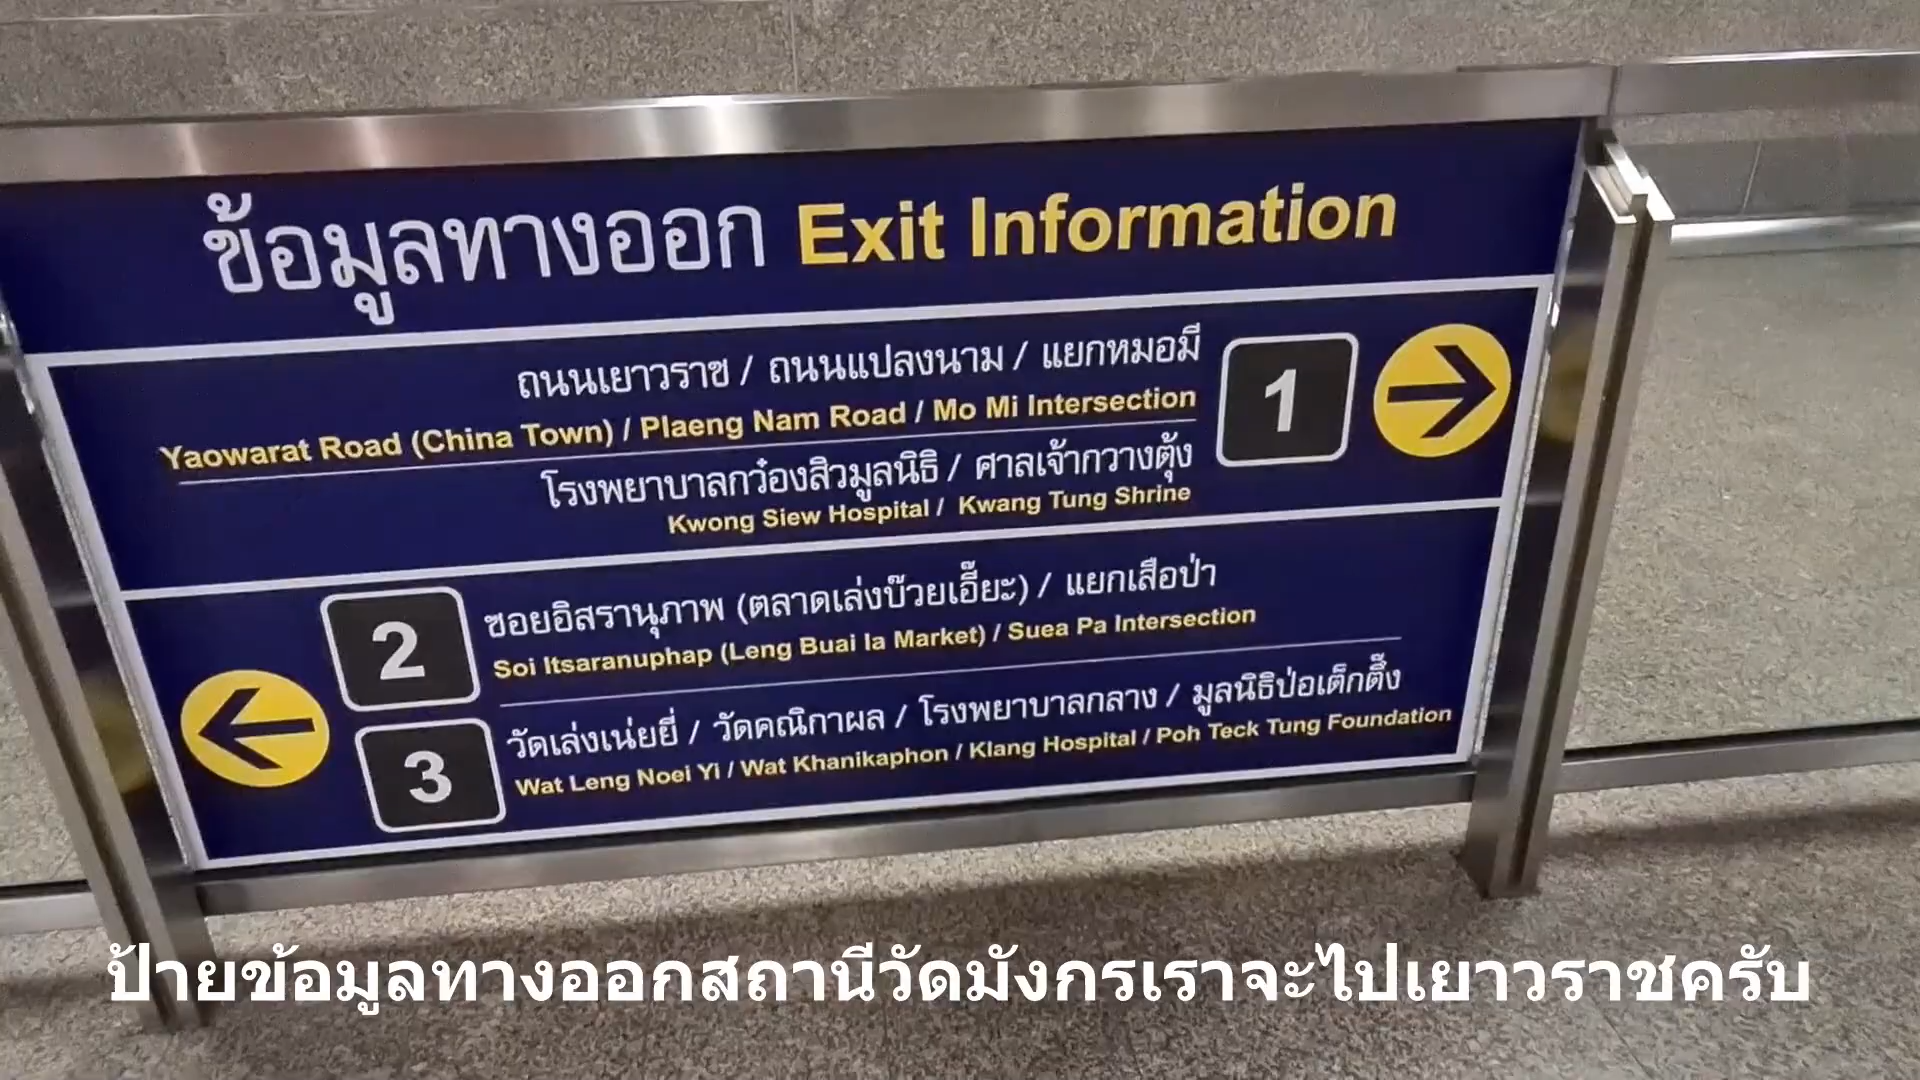 ข้อมูลทางออก Exit Information
ถนนเยาวราช / ถนนแปลงนาม / แยกหมอมี
Yaowarat Road (China Town) / Plaeng Nam Road / Mo Mi Intersection
1
โรงพยาบาลกว๋องสิวมูลนิธิ / ศาลเจ้ากวางตุ้ง
Kwong Siew Hospital / Kwang Tung Shrine
2
ซอยอิสรานุภาพ (ตลาดเล่งบ๊วยเอี๊ยะ) / แยกเสือป่า
Soi Itsaranuphap (Leng Buai Ia Market) / Suea Pa Intersection
3
วัดเล่งเน่ยยี่ / วัดคณิกาผล / โรงพยาบาลกลาง / มูลนิธิป่อเต็กตึ๊ง
Wat Leng Noei Yi / Wat Khanikaphon / Klang Hospital / Poh Teck Tung Foundation
ป้ายข้อมูลทางออกสถานีวัดมังกรเราจะไปเยาวราชครับ